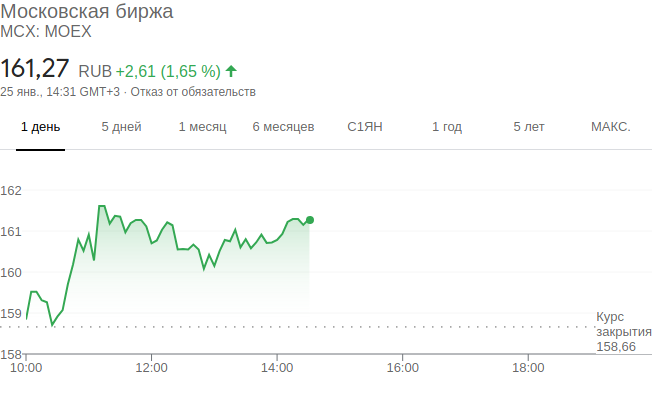 Московская биржа
MCX: MOEX
161,27 RUB +2,61 (1,65 %)
25 янв., 14:31 GMT+3 · Отказ от обязательств
1 день 5 дней 1 месяц 6 месяцев С1ЯН 1 год 5 лет МАКС.
162
161
160
159
158
Курс
закрытия
158,66
10:00 12:00 14:00 16:00 18:00